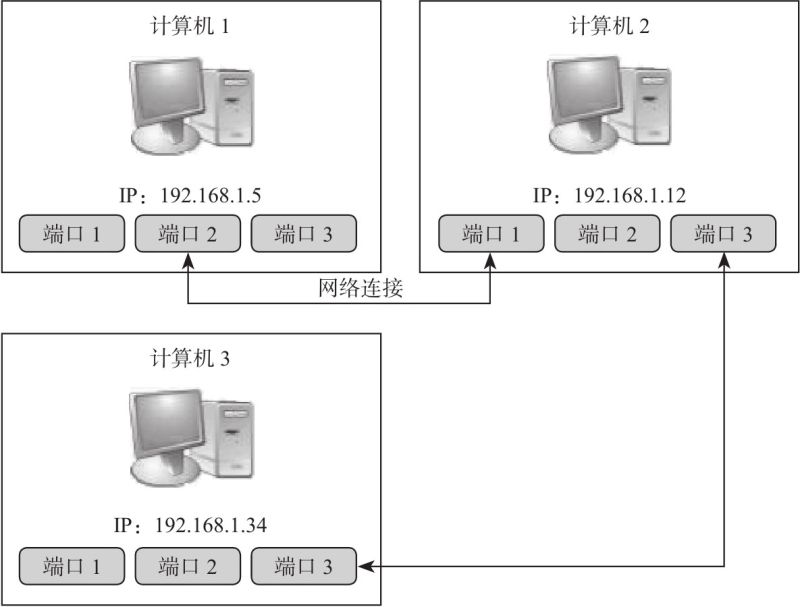 计算机 1
IP：192.168.1.5
端口 1 端口 2 端口 3
计算机 2
IP：192.168.1.12
端口 1 端口 2 端口 3
网络连接
计算机 3
IP：192.168.1.34
端口 1 端口 2 端口 3